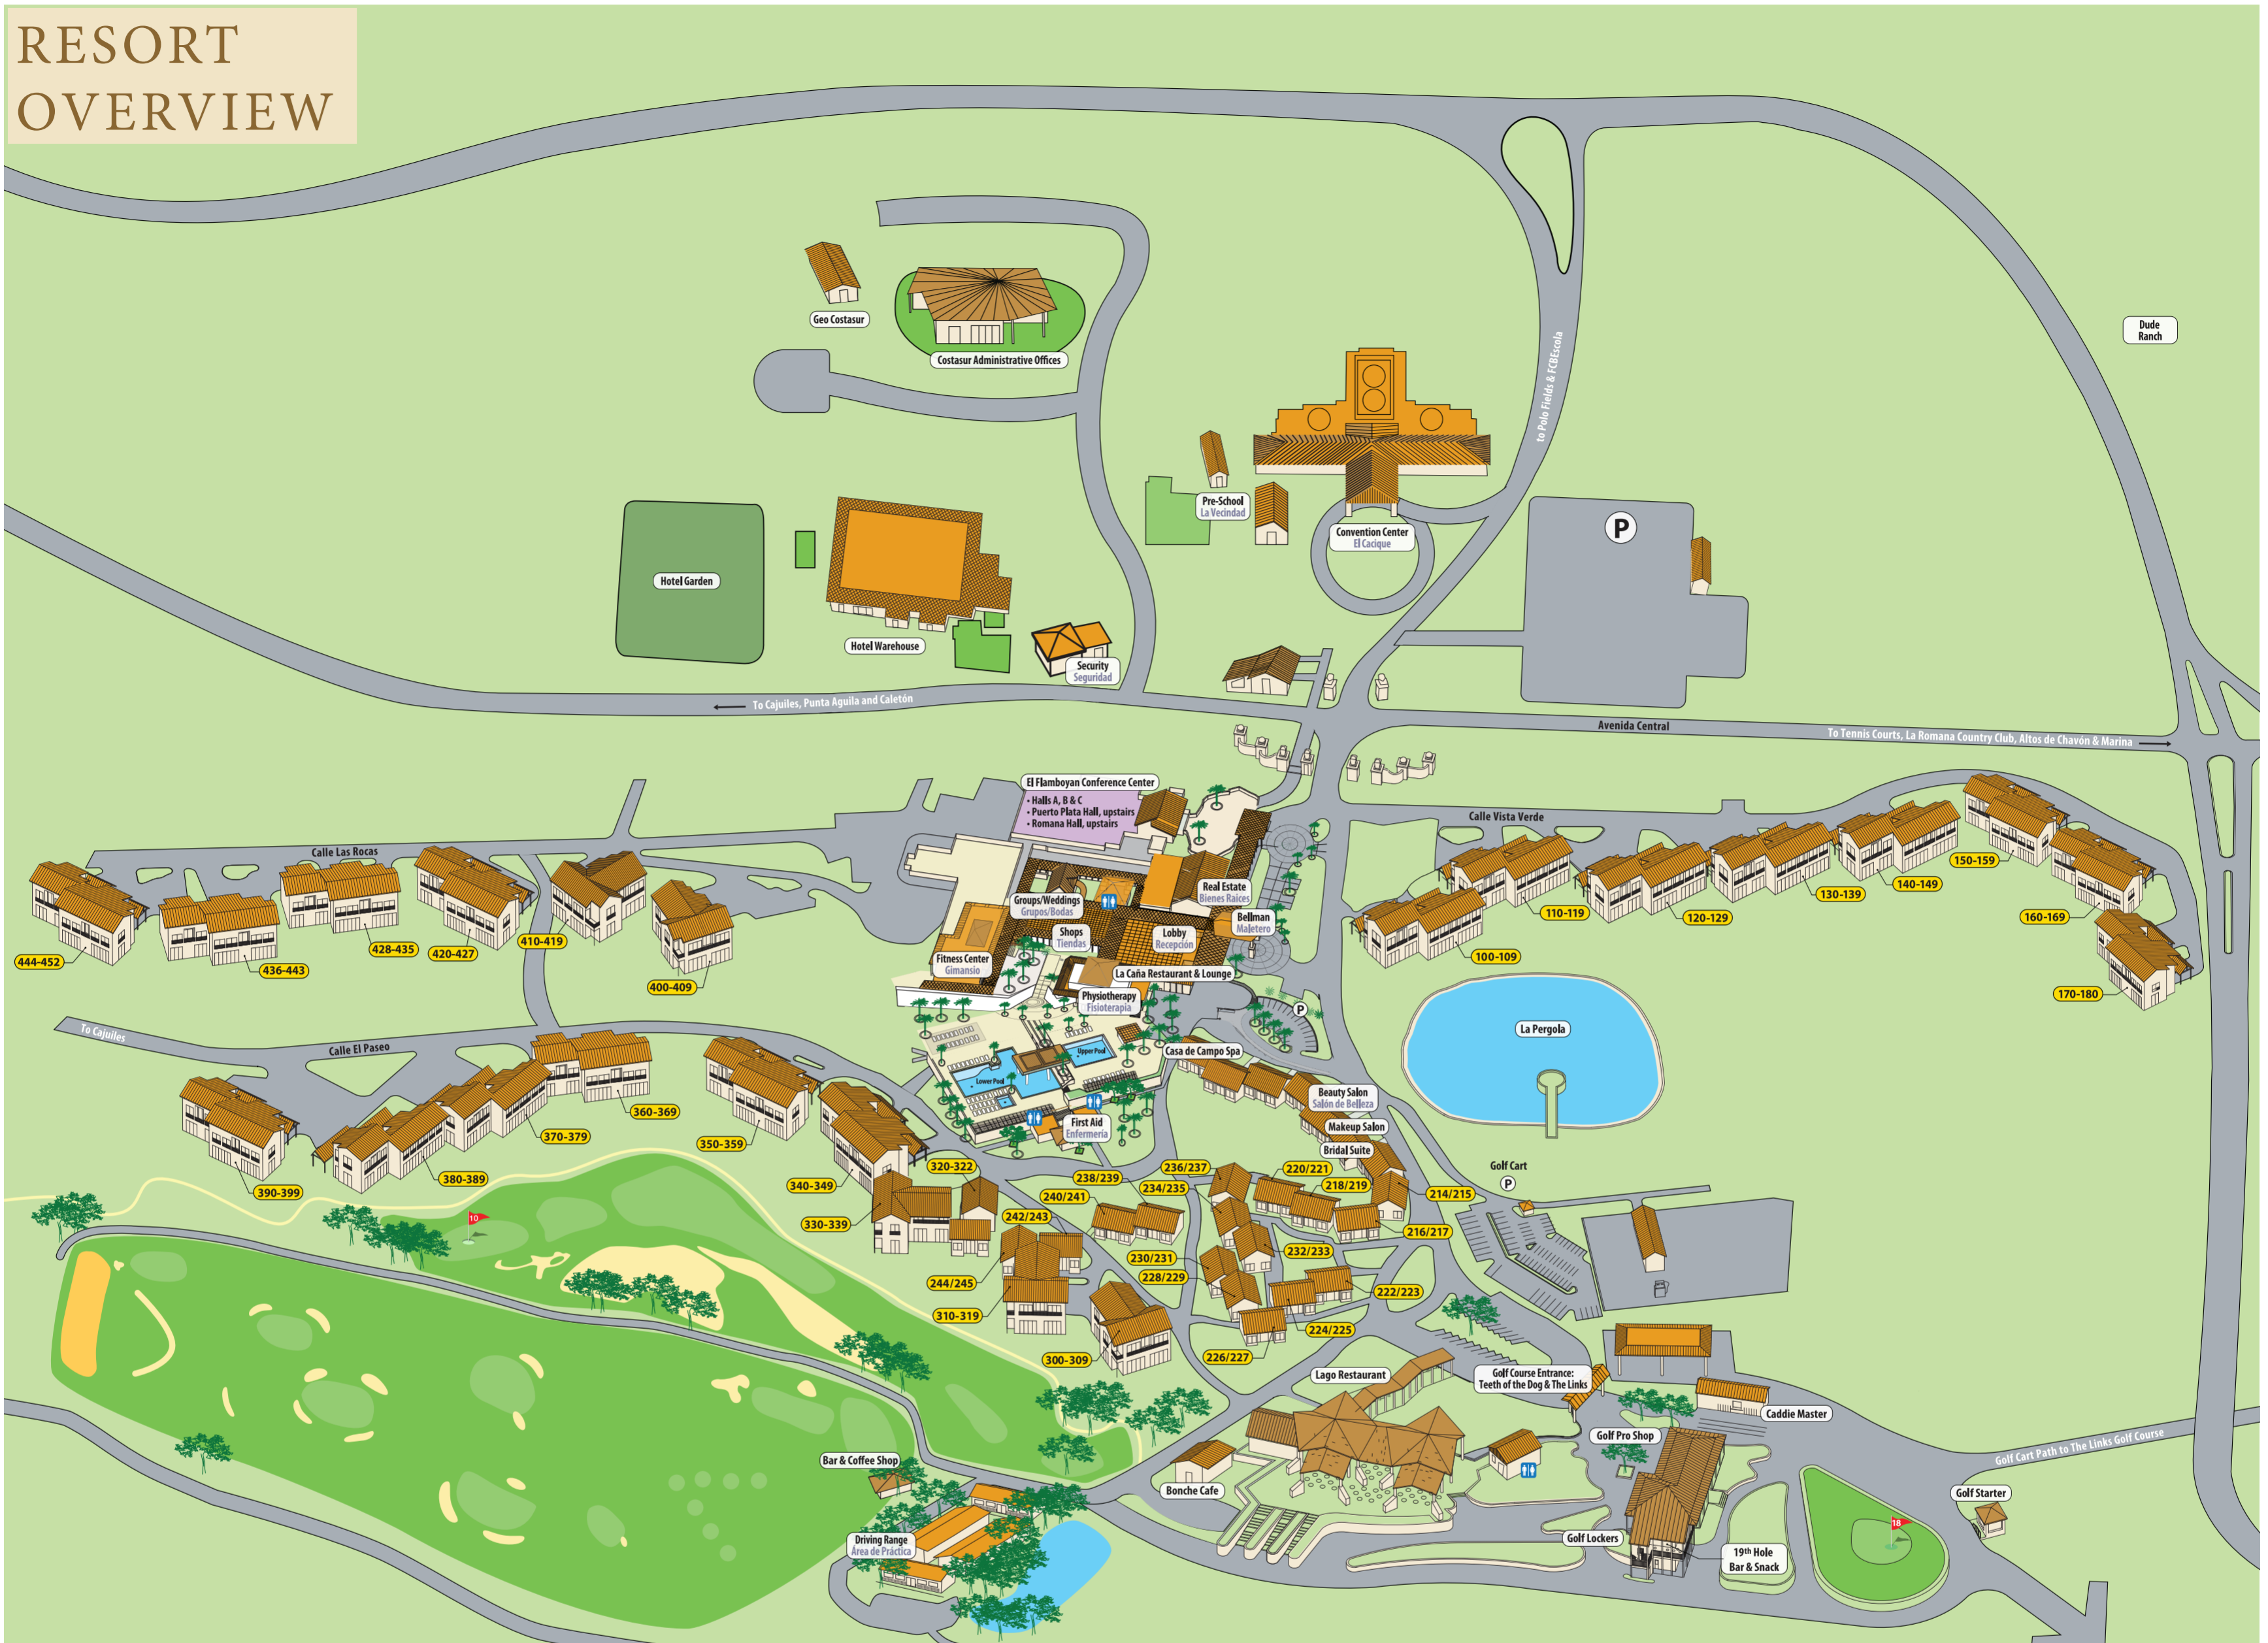 RESORT
OVERVIEW
Geo Costasur
Costasur Administrative Offices
Dude
Ranch
to Polo Fields & FCBEscola
Pre-School
La Vecindad
Convention Center
El Cacique
P
Hotel Garden
Hotel Warehouse
Security
Seguridad
To Cajuiles, Punta Aguila and Caletón
Avenida Central
To Tennis Courts, La Romana Country Club, Altos de Chavón & Marina
El Flamboyan Conference Center
• Halls A, B & C
• Puerto Plata Hall, upstairs
• Romana Hall, upstairs
Calle Vista Verde
Calle Las Rocas
444-452
436-443
428-435
420-427
410-419
400-409
Groups/Weddings
Grupos/Bodas
Real Estate
Bienes Raices
Shops
Tiendas
Lobby
Recepción
Bellman
Maletero
Fitness Center
Gimansio
La Caña Restaurant & Lounge
Physiotherapy
Fisioterapia
P
100-109
110-119
120-129
130-139
140-149
150-159
160-169
170-180
La Pergola
To Cajuiles
Calle El Paseo
Upper Pool
Lower Pool
Casa de Campo Spa
Beauty Salon
Salón de Belleza
Makeup Salon
Bridal Suite
First Aid
Enfermería
390-399
380-389
370-379
360-369
350-359
340-349
330-339
320-322
238/239
236/237
240/241
234/235
220/221
218/219
214/215
216/217
242/243
244/245
310-319
300-309
230/231
228/229
232/233
222/223
224/225
226/227
Golf Cart
P
10
Lago Restaurant
Golf Course Entrance:
Teeth of the Dog & The Links
Caddie Master
Golf Pro Shop
Golf Cart Path to The Links Golf Course
Bar & Coffee Shop
Bonche Cafe
Golf Starter
Driving Range
Área de Práctica
Golf Lockers
19th Hole
Bar & Snack
18